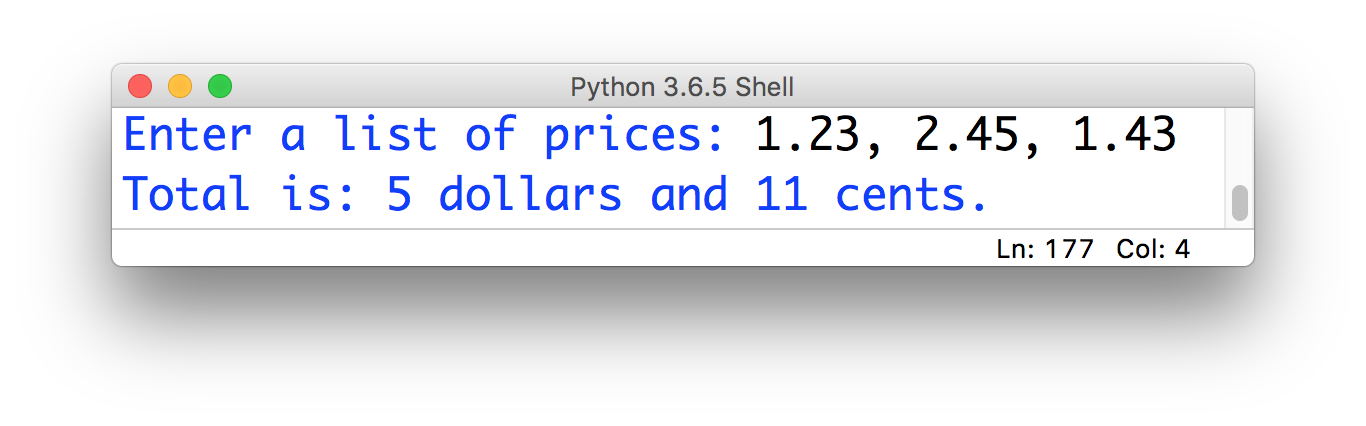 Python 3.6.5 Shell
Enter a list of prices: 1.23, 2.45, 1.43
Total is: 5 dollars and 11 cents.
Ln: 177 Col: 4